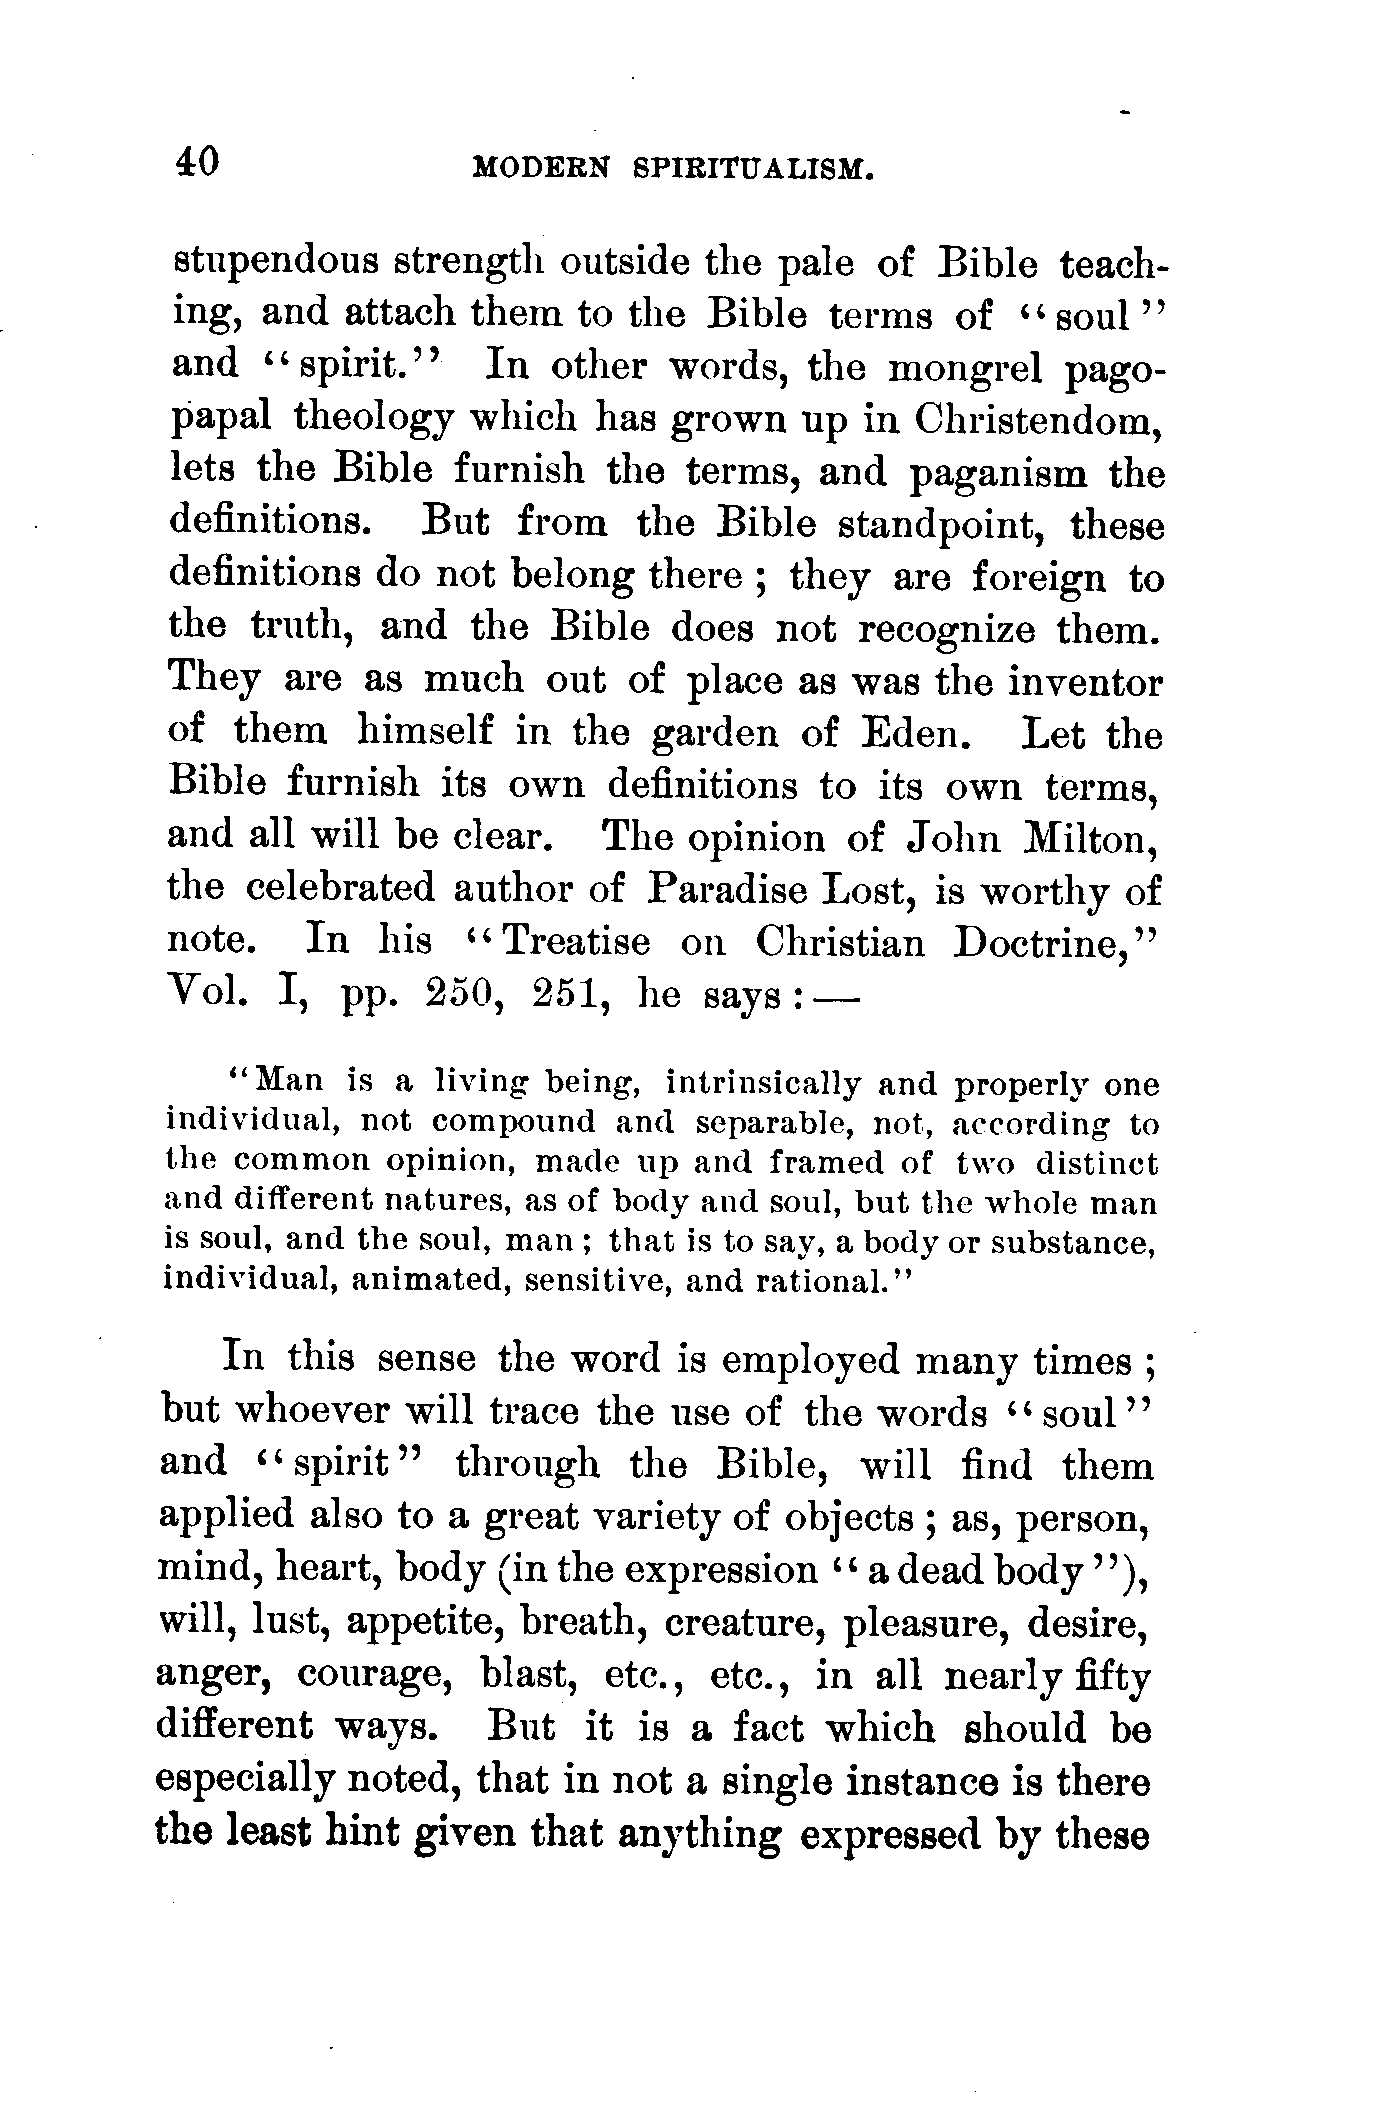 40 MODERN SPIRITUALISM.
stupendous strength outside the pale of Bible teach-
ing, and attach them to the Bible terms of "soul"
and "spirit." In other words, the mongrel pago-
papal theology which has grown up in Christendom,
lets the Bible furnish the terms, and paganism the
definitions. But from the Bible standpoint, these
definitions do not belong there; they are foreign to
the truth, and the Bible does not recognize them.
They are as much out of place as was the inventor
of them himself in the garden of Eden. Let the
Bible furnish its own definitions to its own terms,
and all will be clear. The opinion of John Milton,
the celebrated author of Paradise Lost, is worthy of
note. In his "Treatise on Christian Doctrine,"
Vol. I, pp. 250, 251, he says:—
"Man is a living being, intrinsically and properly one
individual, not compound and separable, not, according to
the common opinion, made up and framed of two distinct
and different natures, as of body and soul, but the whole man
is soul, and the soul, man; that is to say, a body or substance,
individual, animated, sensitive, and rational."
In this sense the word is employed many times;
but whoever will trace the use of the words "soul"
and "spirit" through the Bible, will find them
applied also to a great variety of objects; as, person,
mind, heart, body (in the expression "a dead body"),
will, lust, appetite, breath, creature, pleasure, desire,
anger, courage, blast, etc., etc., in all nearly fifty
different ways. But it is a fact which should be
especially noted, that in not a single instance is there
the least hint given that anything expressed by these